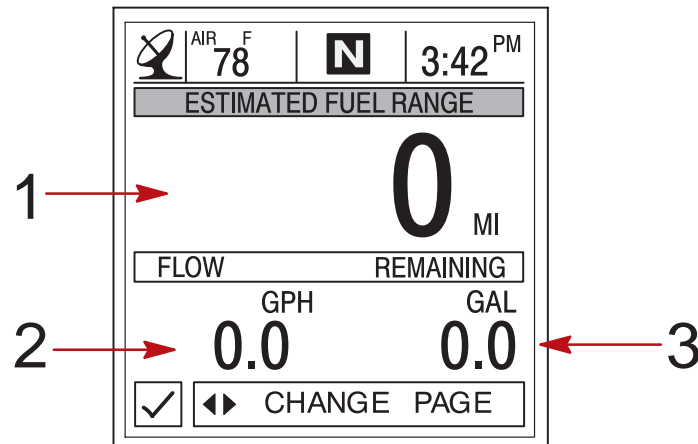 AIR 78 F N 3:42 PM
ESTIMATED FUEL RANGE
1 0 MI
FLOW REMAINING
GPH GAL
2 0.0 0.0 3
CHANGE PAGE